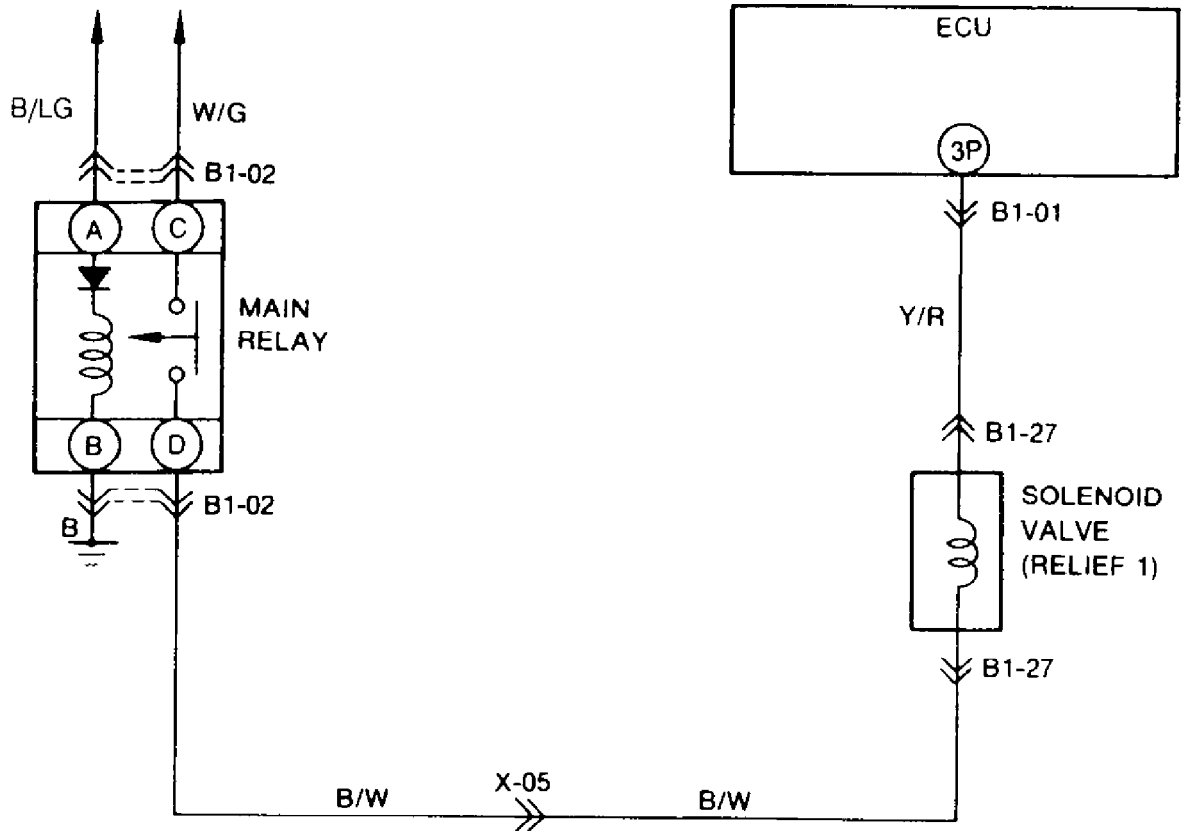 ECU
B/LG
W/G
3P
B1-02
B1-01
A
C
MAIN
RELAY
Y/R
B
D
B1-27
B1-02
B
SOLENOID
VALVE
(RELIEF 1)
B1-27
X-05
B/W
B/W